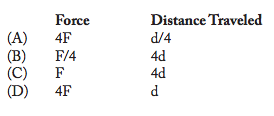 Force Distance Traveled
(A) 4F d/4
(B) F/4 4d
(C) F 4d
(D) 4F d